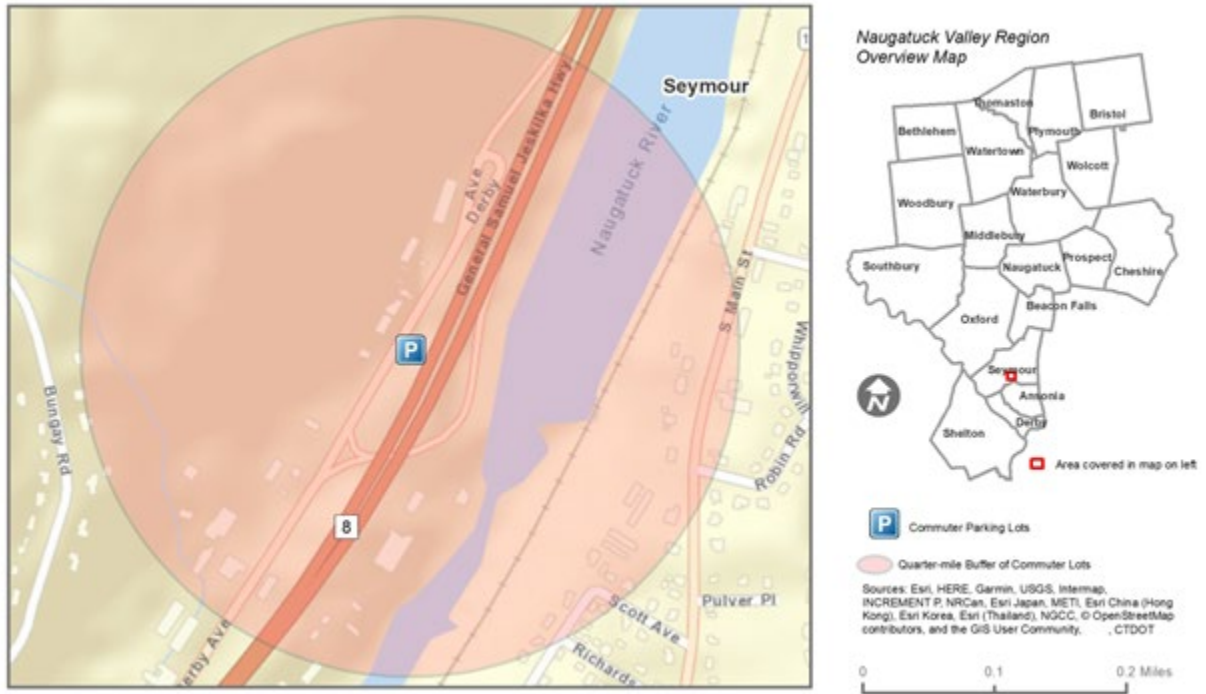 Seymour
1
Ave
Derby
General Samuel Jeskilka Hwy
Naugatuck River
S Main St
Whippoorwill
Robin Rd
Bungay Rd
P
8
Scott Ave
Pulver Pl
Richards
erby Ave
Naugatuck Valley Region
Overview Map
Thomaston
Bristol
Bethlehem
Plymouth
Watertown
Wolcott
Waterbury
Woodbury
Middlebury
Prospect
Southbury
Naugatuck
Cheshire
Beacon Falls
Oxford
Seymour
Ansonia
Derby
Shelton
N
Area covered in map on left
P
Commuter Parking Lots
Quarter-mile Buffer of Commuter Lots
Sources: Esri, HERE, Garmin, USGS, Intermap,
INCREMENT P, NRCan, Esri Japan, METI, Esri China (Hong
Kong), Esri Korea, Esri (Thailand), NGCC, © OpenStreetMap
contributors, and the GIS User Community, , CTDOT
0 0.1 0.2 Miles